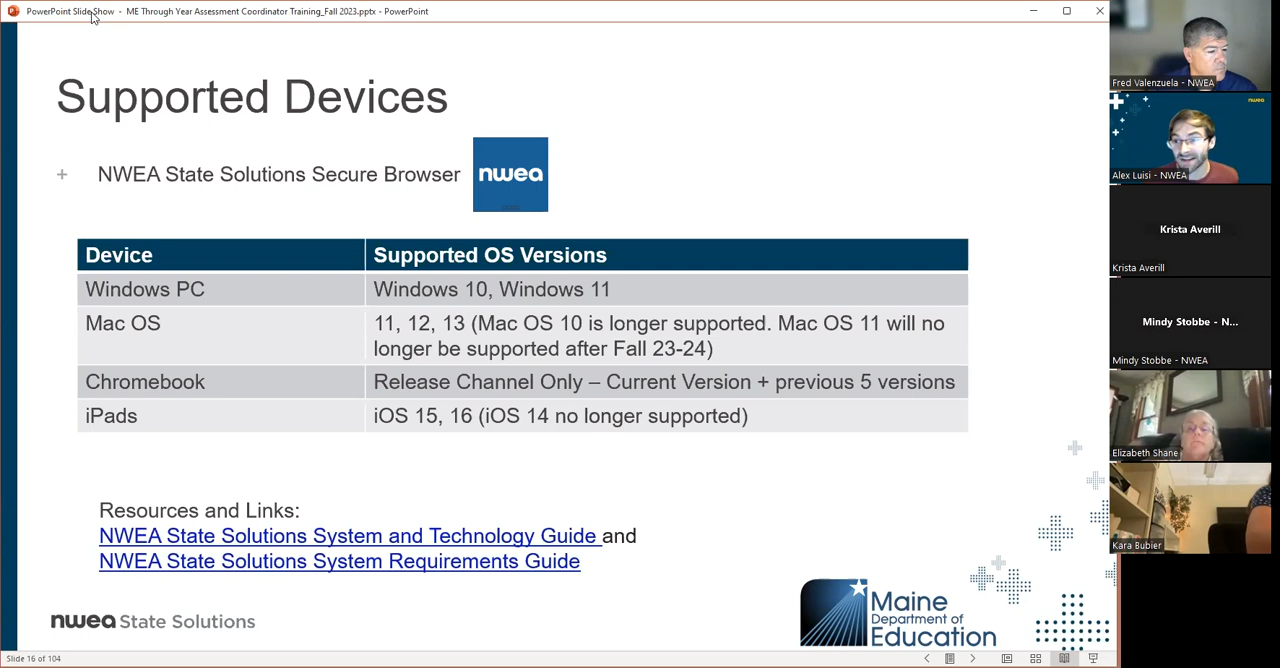 PowerPoint Slide Show - ME Through Year Assessment Coordinator Training_Fall 2023.pptx - PowerPoint
Supported Devices
+ NWEA State Solutions Secure Browser
nwea
Device Supported OS Versions
Windows PC Windows 10, Windows 11
Mac OS 11, 12, 13 (Mac OS 10 is longer supported. Mac OS 11 will no
longer be supported after Fall 23-24)
Chromebook Release Channel Only – Current Version + previous 5 versions
iPads iOS 15, 16 (iOS 14 no longer supported)
Resources and Links:
NWEA State Solutions System and Technology Guide and
NWEA State Solutions System Requirements Guide
nwea State Solutions
Maine
Department of
Education
Slide 16 of 104
Fred Valenzuela - NWEA
nwea
Alex Luisi - NWEA
Krista Averill
Krista Averill
Mindy Stobbe - N...
Mindy Stobbe - NWEA
Elizabeth Shane
Kara Bubier